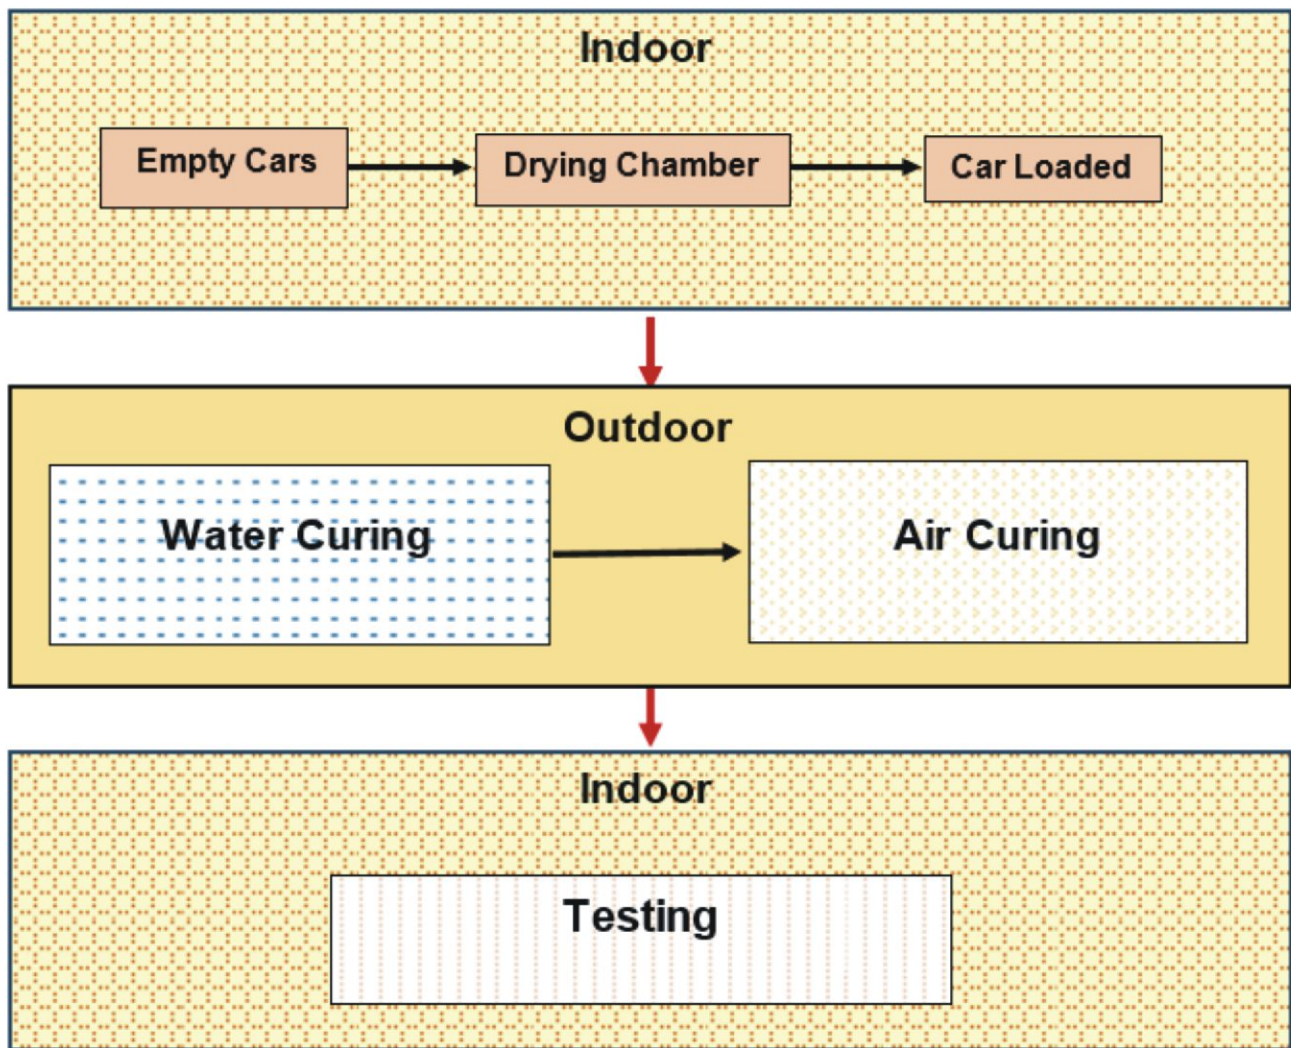 Indoor
Empty Cars
Drying Chamber
Car Loaded
Outdoor
Water Curing
Air Curing
Indoor
Testing